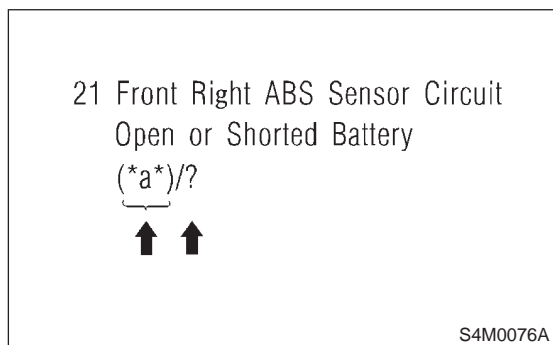 21 Front Right ABS Sensor Circuit
Open or Shorted Battery
(*a*)/?
S4M0076A